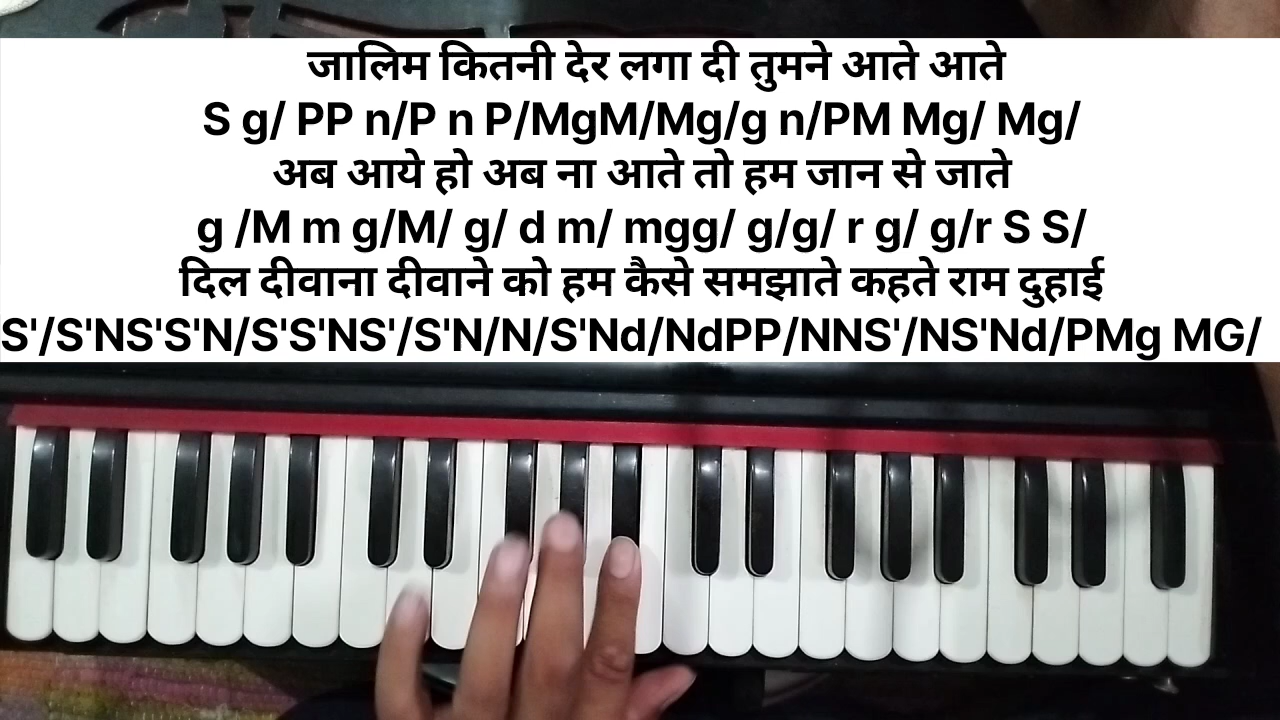 जालिम कितनी देर लगा दी तुमने आते आते
S g/ PP n/P n P/MgM/Mg/g n/PM Mg/ Mg/
अब आये हो अब ना आते तो हम जान से जाते
g /M m g/M/ g/ d m/ mgg/ g/g/ r g/ g/r S S/
दिल दीवाना दीवाने को हम कैसे समझाते कहते राम दुहाई
S'/S'NS'S'N/S'S'NS'/S'N/N/S'Nd/NdPP/NNS'/NS'Nd/PMg MG/